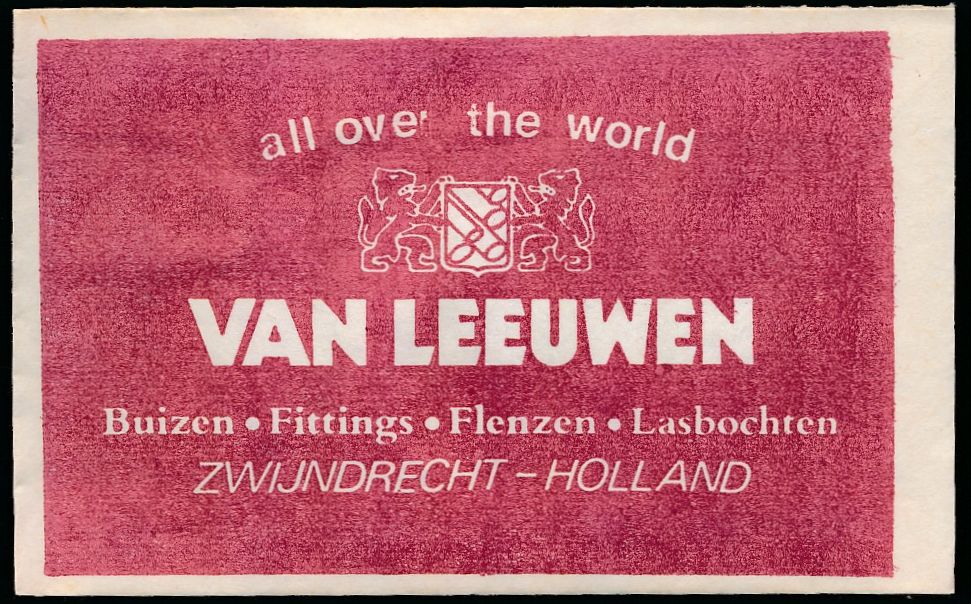 all over the world
VAN LEEUWEN
Buizen • Fittings • Flenzen • Lasbochten
ZWIJNDRECHT – HOLLAND